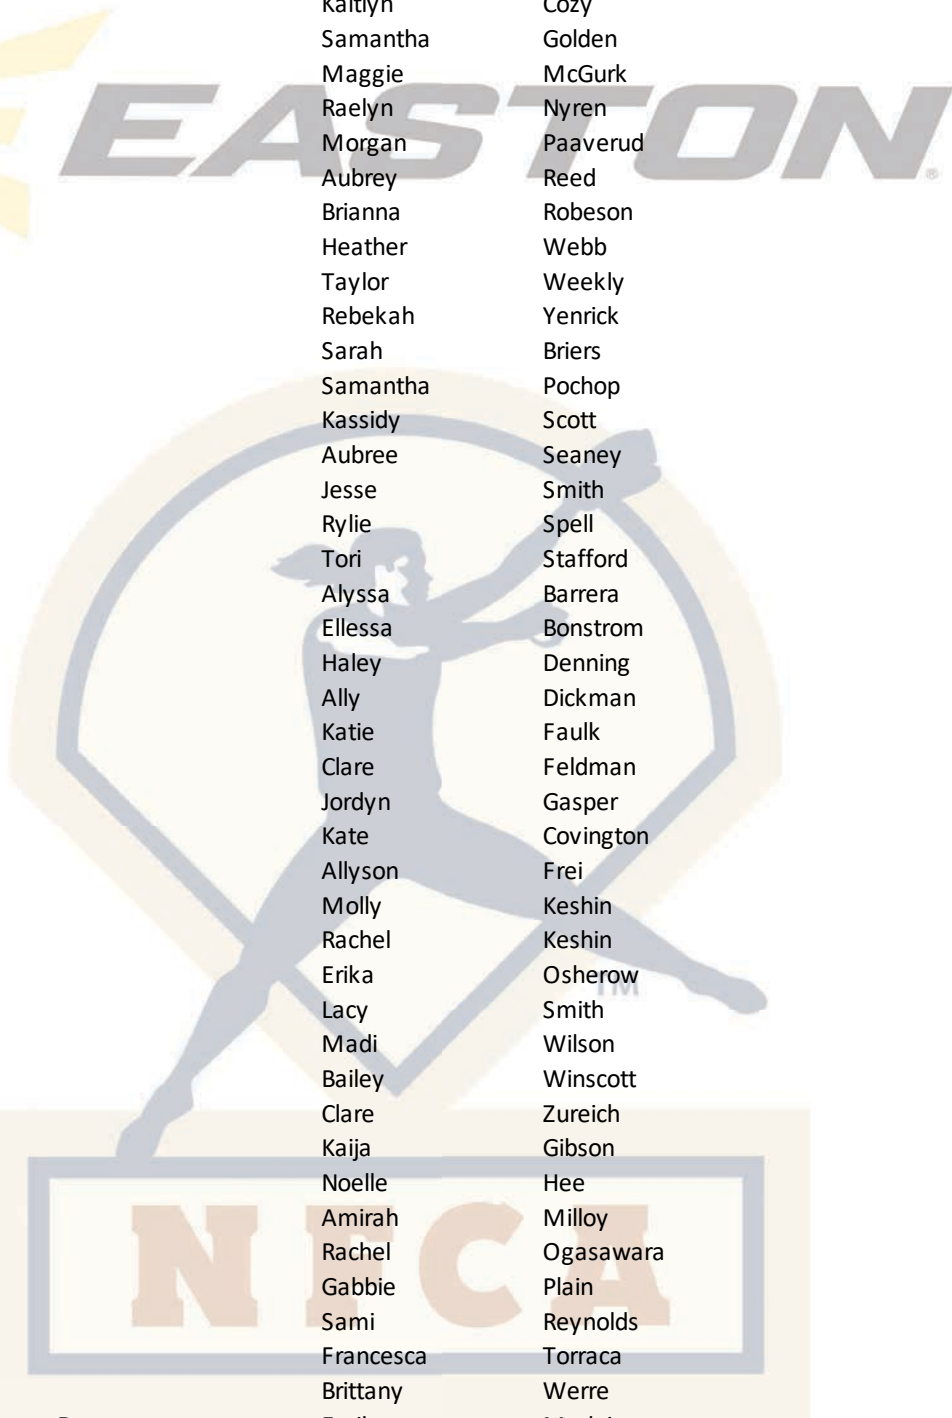 Kaitlyn Cozy
Samantha Golden
Maggie McGurk
EASTON®
Raelyn Nyren
Morgan Paaverud
Aubrey Reed
Brianna Robeson
Heather Webb
Taylor Weekly
Rebekah Yenrick
Sarah Briers
Samantha Pochop
Kassidy Scott
Aubree Seaney
Jesse Smith
Rylie Spell
Tori Stafford
Alyssa Barrera
Ellessa Bonstrom
Haley Denning
Ally Dickman
Katie Faulk
Clare Feldman
Jordyn Gasper
Kate Covington
Allyson Frei
Molly Keshin
Rachel Keshin
Erika Osherow
TM
Lacy Smith
Madi Wilson
Bailey Winscott
Clare Zureich
Kaija Gibson
Noelle Hee
Amirah Milloy
Rachel Ogasawara
NFCA
Gabbie Plain
Sami Reynolds
Francesca Torraca
Brittany Werre